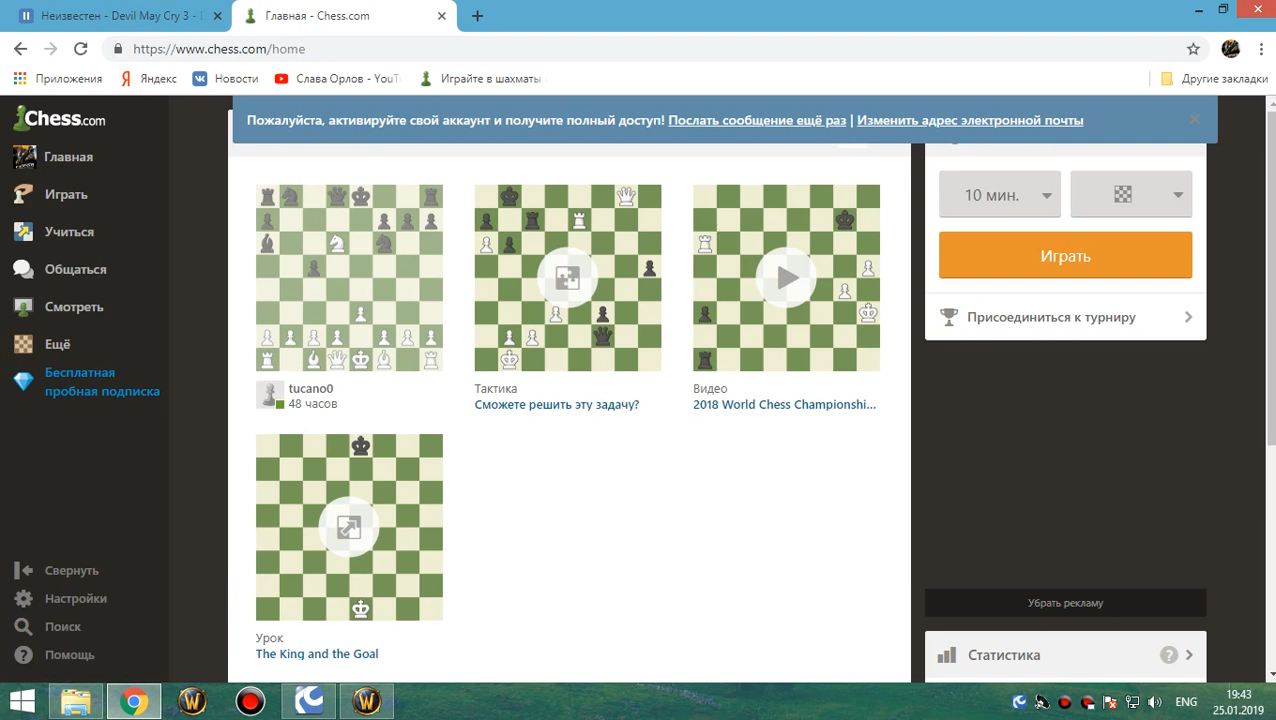 Неизвестен - Devil May Cry 3 -
Главная - Chess.com
https://www.chess.com/home
Приложения
Яндекс
Новости
Слава Орлов - YouT
Играйте в шахматы
Другие закладки
Chess.com
Пожалуйста, активируйте свой аккаунт и получите полный доступ! Послать сообщение ещё раз | Изменить адрес электронной почты
Главная
Играть
Учиться
Общаться
Смотреть
Ещё
Бесплатная
пробная подписка
Свернуть
Настройки
Поиск
Помощь
tucano0
48 часов
Тактика
Сможете решить эту задачу?
Видео
2018 World Chess Championshi...
Урок
The King and the Goal
10 мин.
Играть
Присоединиться к турниру
Убрать рекламу
Статистика
?
ENG
19:43
25.01.2019